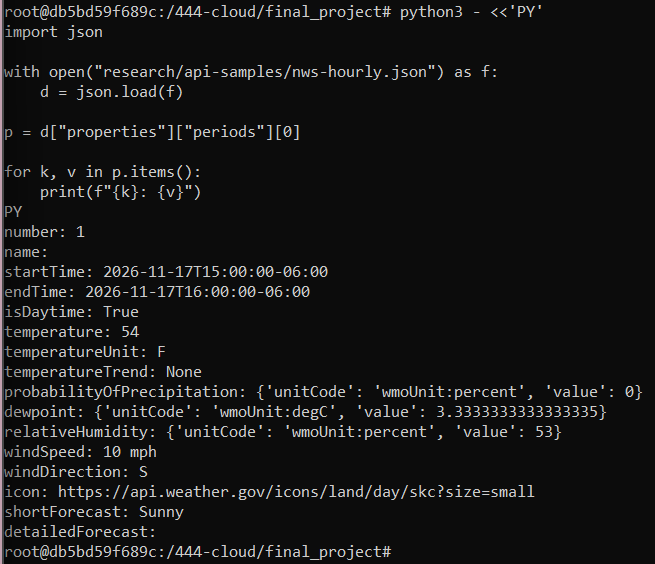 root@db5bd59f689c:/444-cloud/final_project# python3 - <<'PY'
import json

with open("research/api-samples/nws-hourly.json") as f:
    d = json.load(f)

p = d["properties"]["periods"][0]

for k, v in p.items():
    print(f"{k}: {v}")
PY
number: 1
name:
startTime: 2026-11-17T15:00:00-06:00
endTime: 2026-11-17T16:00:00-06:00
isDaytime: True
temperature: 54
temperatureUnit: F
temperatureTrend: None
probabilityOfPrecipitation: {'unitCode': 'wmoUnit:percent', 'value': 0}
dewpoint: {'unitCode': 'wmoUnit:degC', 'value': 3.3333333333333335}
relativeHumidity: {'unitCode': 'wmoUnit:percent', 'value': 53}
windSpeed: 10 mph
windDirection: S
icon: https://api.weather.gov/icons/land/day/skc?size=small
shortForecast: Sunny
detailedForecast:
root@db5bd59f689c:/444-cloud/final_project#